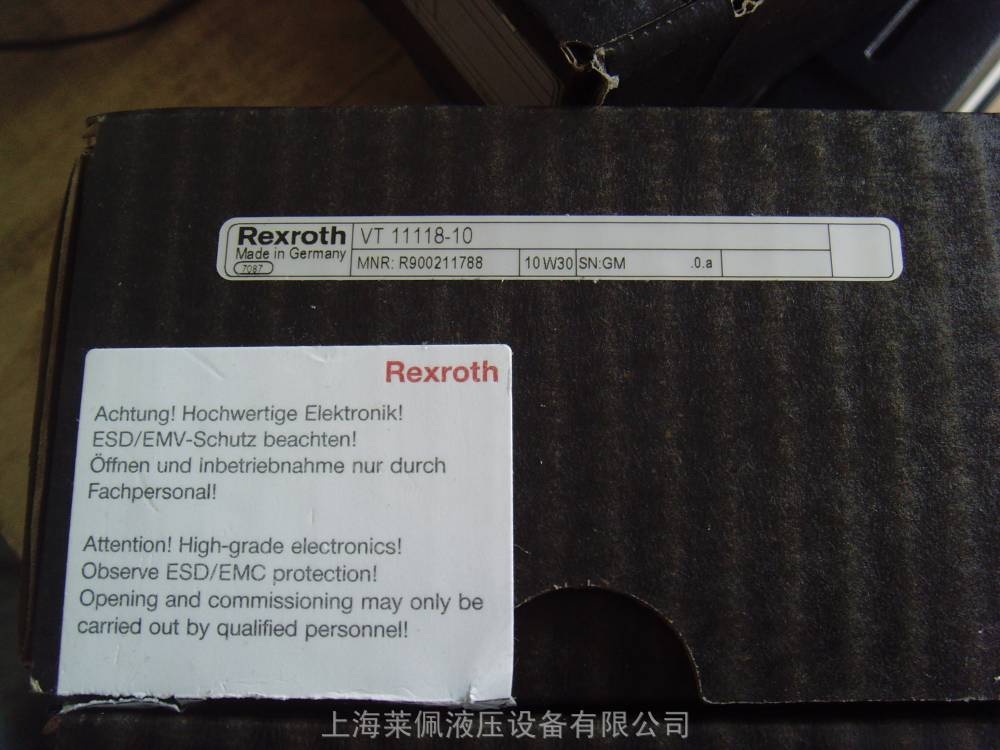 Rexroth
Made in Germany
7087
VT 11118-10
MNR: R900211788
10W30
SN:GM
.0.a
Rexroth
Achtung! Hochwertige Elektronik!
ESD/EMV-Schutz beachten!
Öffnen und inbetriebnahme nur durch
Fachpersonal!
Attention! High-grade electronics!
Observe ESD/EMC protection!
Opening and commissioning may only be
carried out by qualified personnel!
上海莱佩液压设备有限公司